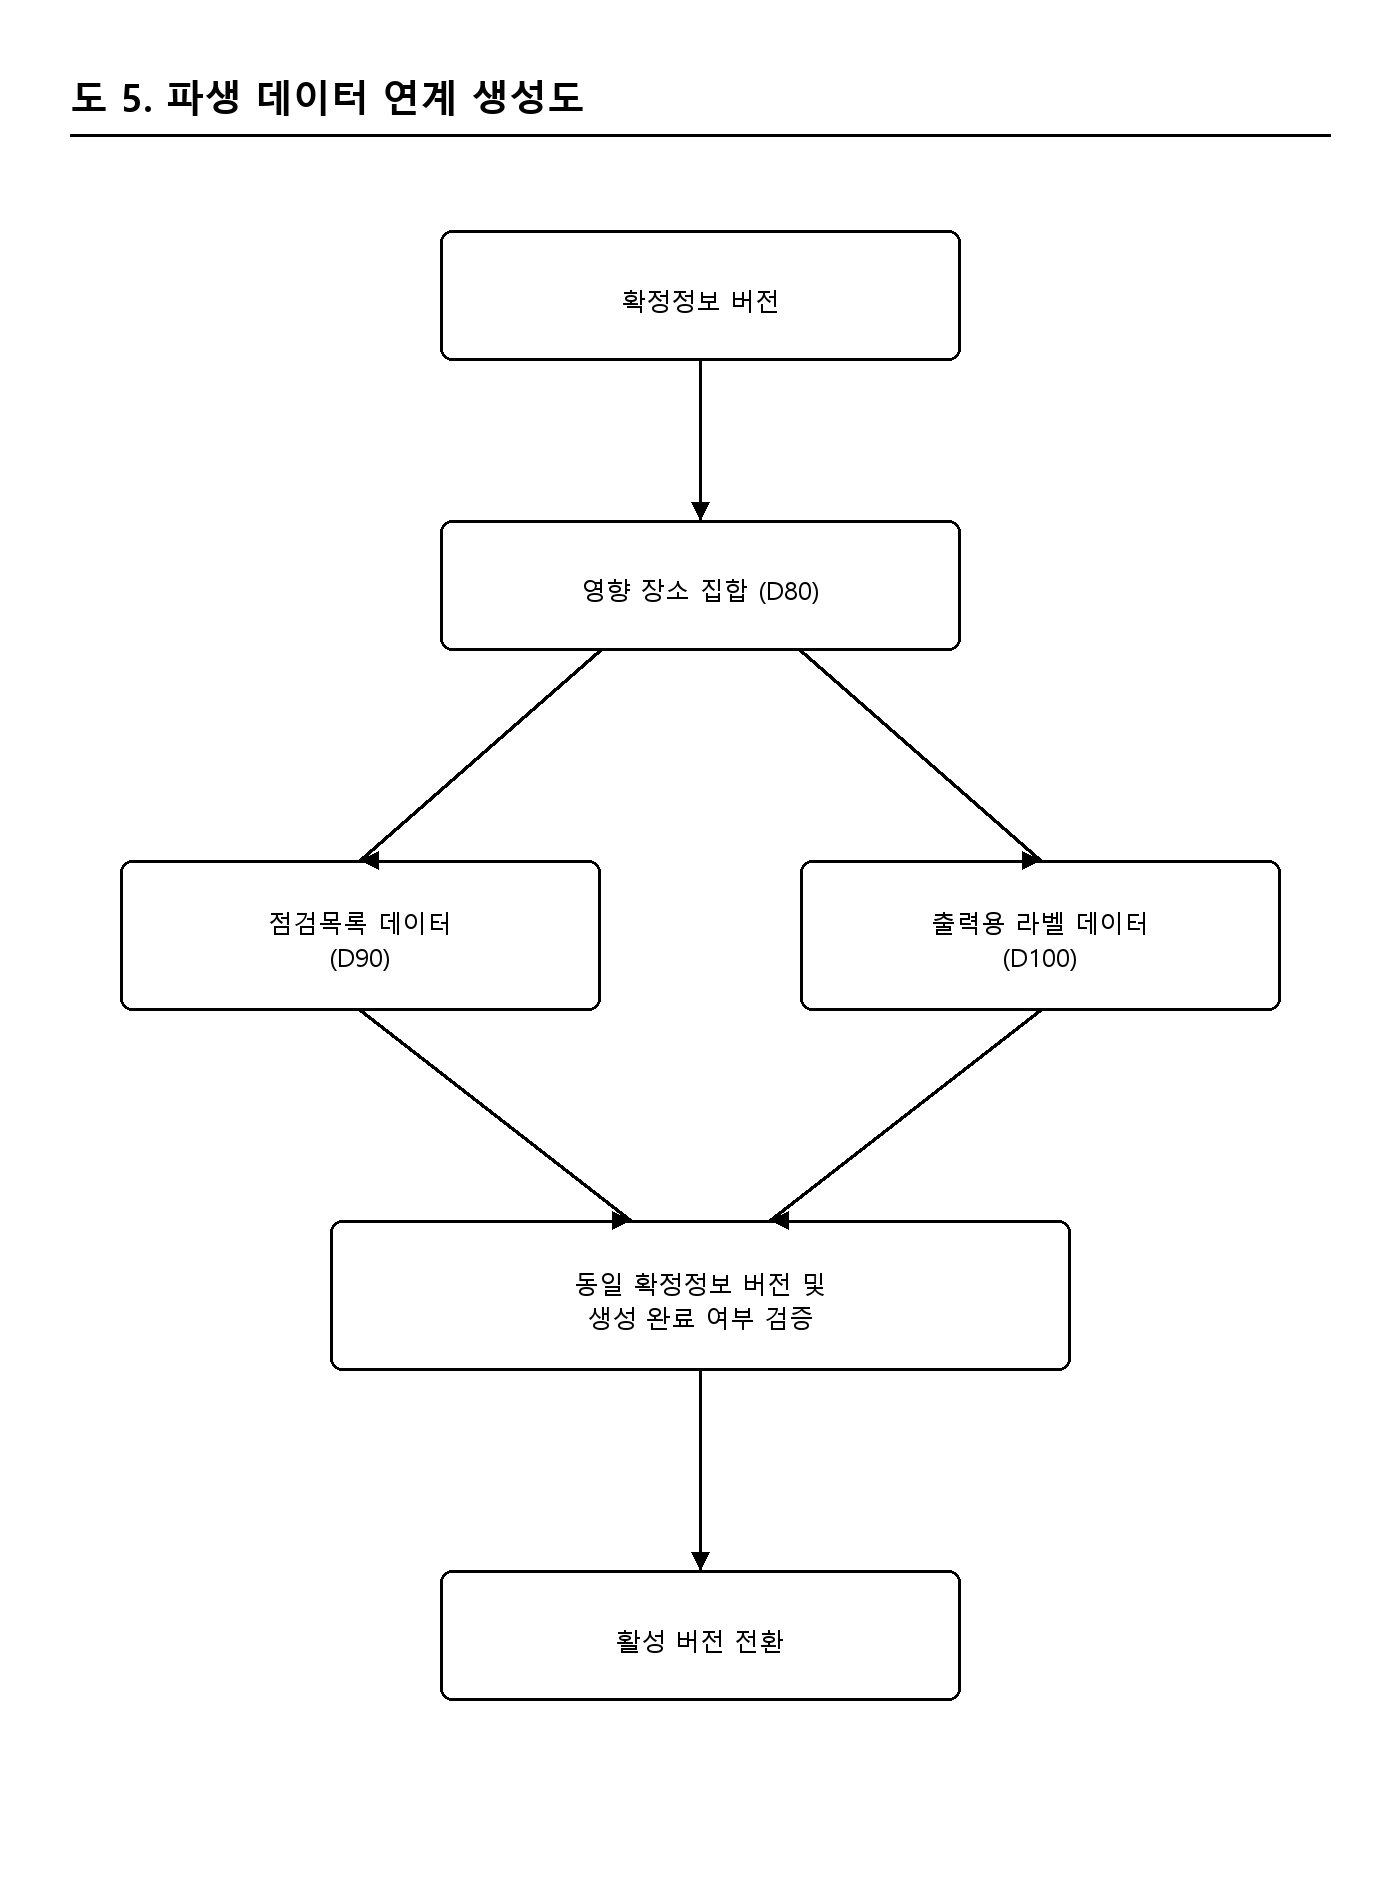 도 5. 파생 데이터 연계 생성도
확정정보 버전
영향 장소 집합 (D80)
점검목록 데이터
(D90)
출력용 라벨 데이터
(D100)
동일 확정정보 버전 및
생성 완료 여부 검증
활성 버전 전환